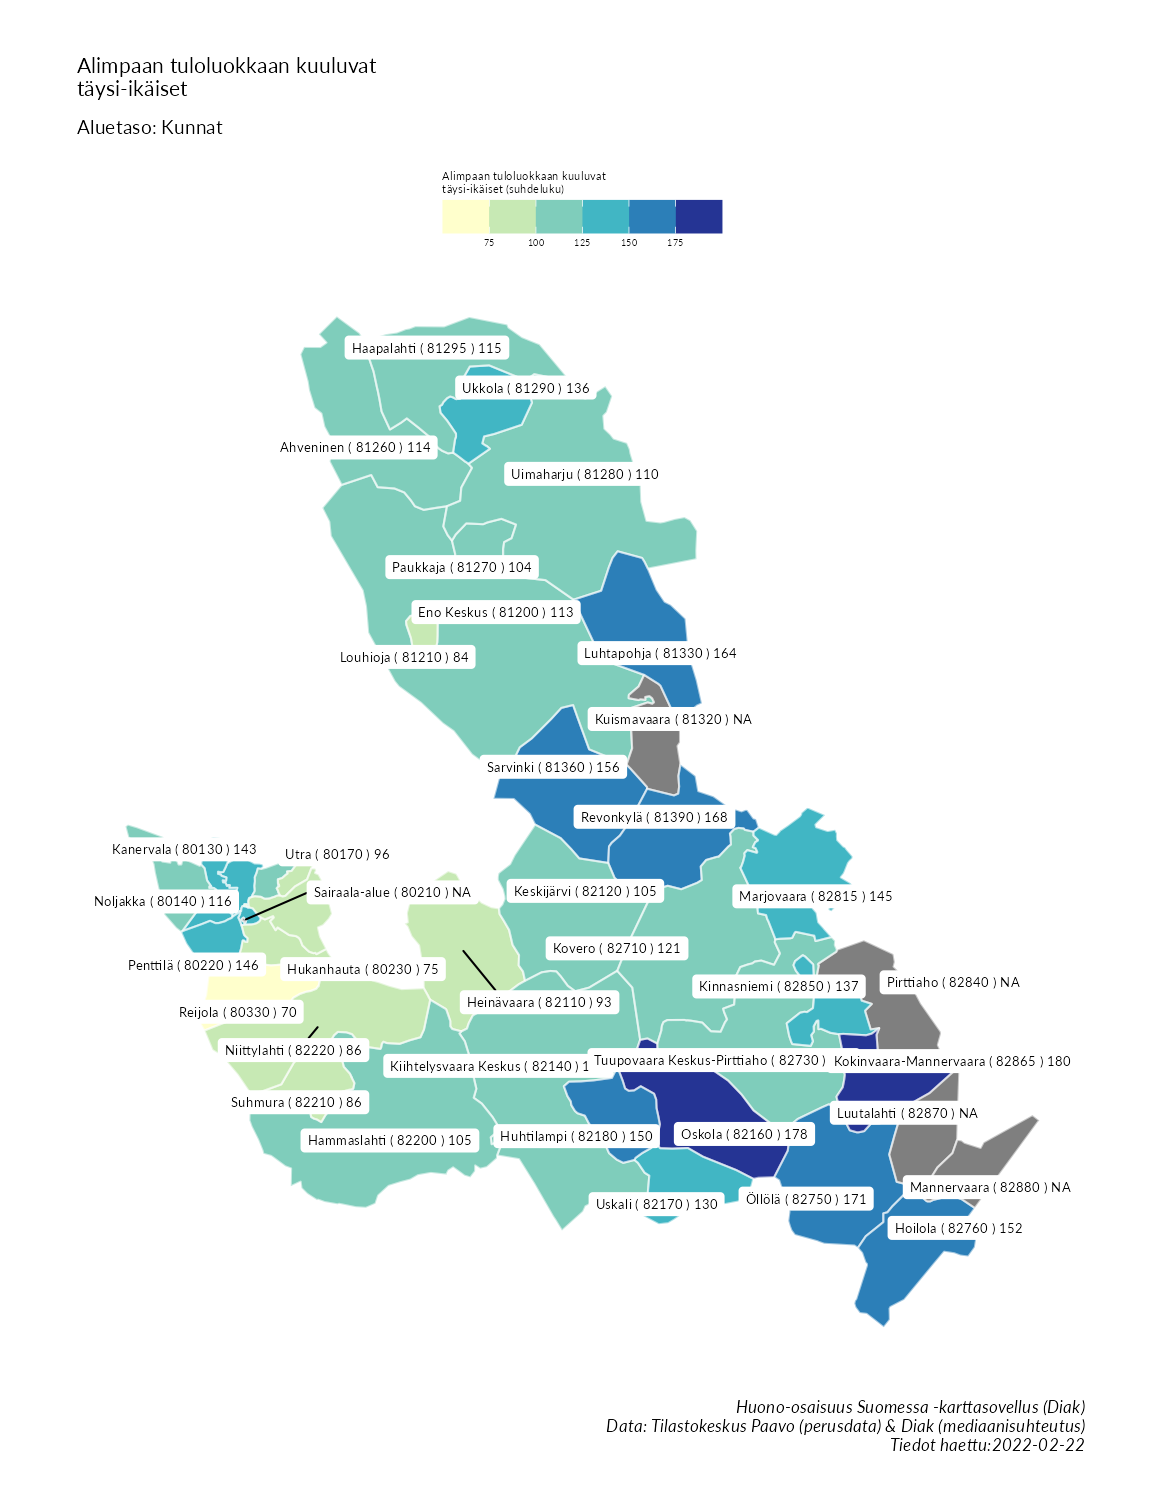 Alimpaan tuloluokkaan kuuluvat
täysi-ikäiset
Aluetaso: Kunnat
Alimpaan tuloluokkaan kuuluvat
täysi-ikäiset (suhdeluku)
75 100 125 150 175
Haapalahti ( 81295 ) 115
Ukkola ( 81290 ) 136
Ahveninen ( 81260 ) 114
Uimaharju ( 81280 ) 110
Paukkaja ( 81270 ) 104
Eno Keskus ( 81200 ) 113
Louhioja ( 81210 ) 84
Luhtapohja ( 81330 ) 164
Kuismavaara ( 81320 ) NA
Sarvinki ( 81360 ) 156
Revonkylä ( 81390 ) 168
Kanervala ( 80130 ) 143
Utra ( 80170 ) 96
Sairaala-alue ( 80210 ) NA
Keskijärvi ( 82120 ) 105
Marjovaara ( 82815 ) 145
Noljakka ( 80140 ) 116
Kovero ( 82710 ) 121
Penttilä ( 80220 ) 146
Hukanhauta ( 80230 ) 75
Kinnasniemi ( 82850 ) 137
Pirttiaho ( 82840 ) NA
Heinävaara ( 82110 ) 93
Reijola ( 80330 ) 70
Niittylahti ( 82220 ) 86
Kiihtelysvaara Keskus ( 82140 ) 1
Tuupovaara Keskus-Pirttiaho ( 82730 )
Kokinvaara-Mannervaara ( 82865 ) 180
Suhmura ( 82210 ) 86
Luutalahti ( 82870 ) NA
Hammaslahti ( 82200 ) 105
Huhtilampi ( 82180 ) 150
Oskola ( 82160 ) 178
Mannervaara ( 82880 ) NA
Uskali ( 82170 ) 130
Öllölä ( 82750 ) 171
Hoilola ( 82760 ) 152
Huono-osaisuus Suomessa -karttasovellus (Diak)
Data: Tilastokeskus Paavo (perusdata) & Diak (mediaanisuhteutus)
Tiedot haettu:2022-02-22